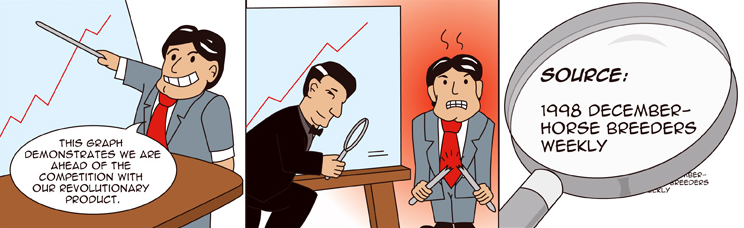 THIS GRAPH
DEMONSTRATES WE ARE
AHEAD OF THE
COMPETITION WITH
OUR REVOLUTIONARY
PRODUCT.
SOURCE:
1998 DECEMBER-
HORSE BREEDERS
WEEKLY